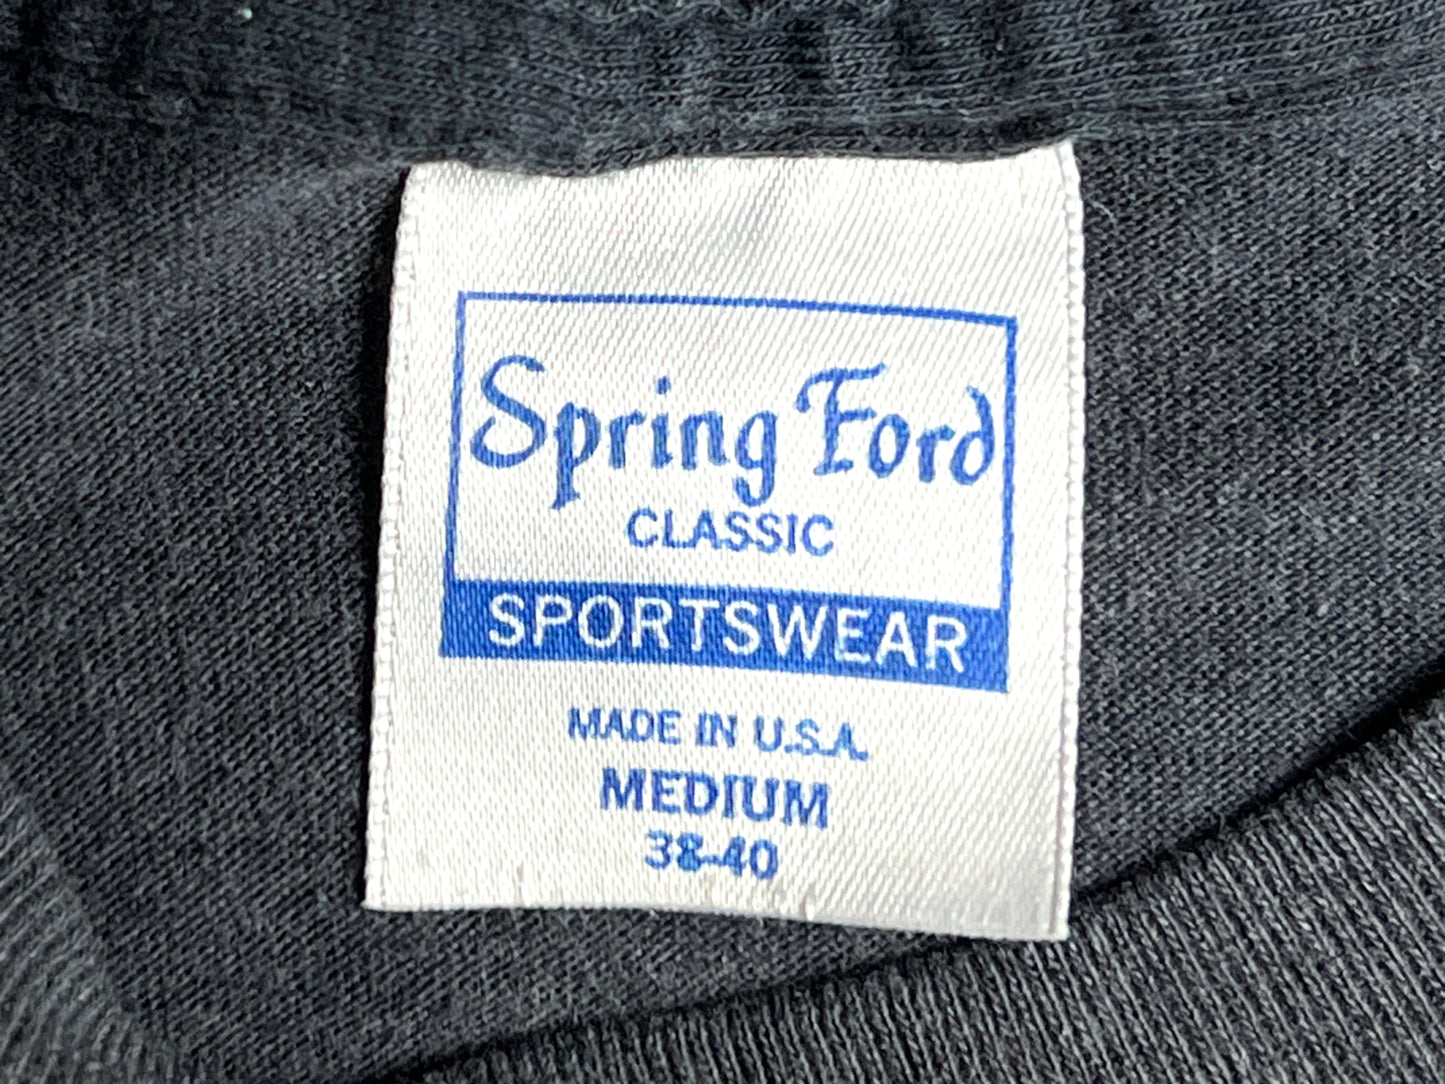 Spring Ford
CLASSIC
SPORTSWEAR
MADE IN U.S.A.
MEDIUM
38-40